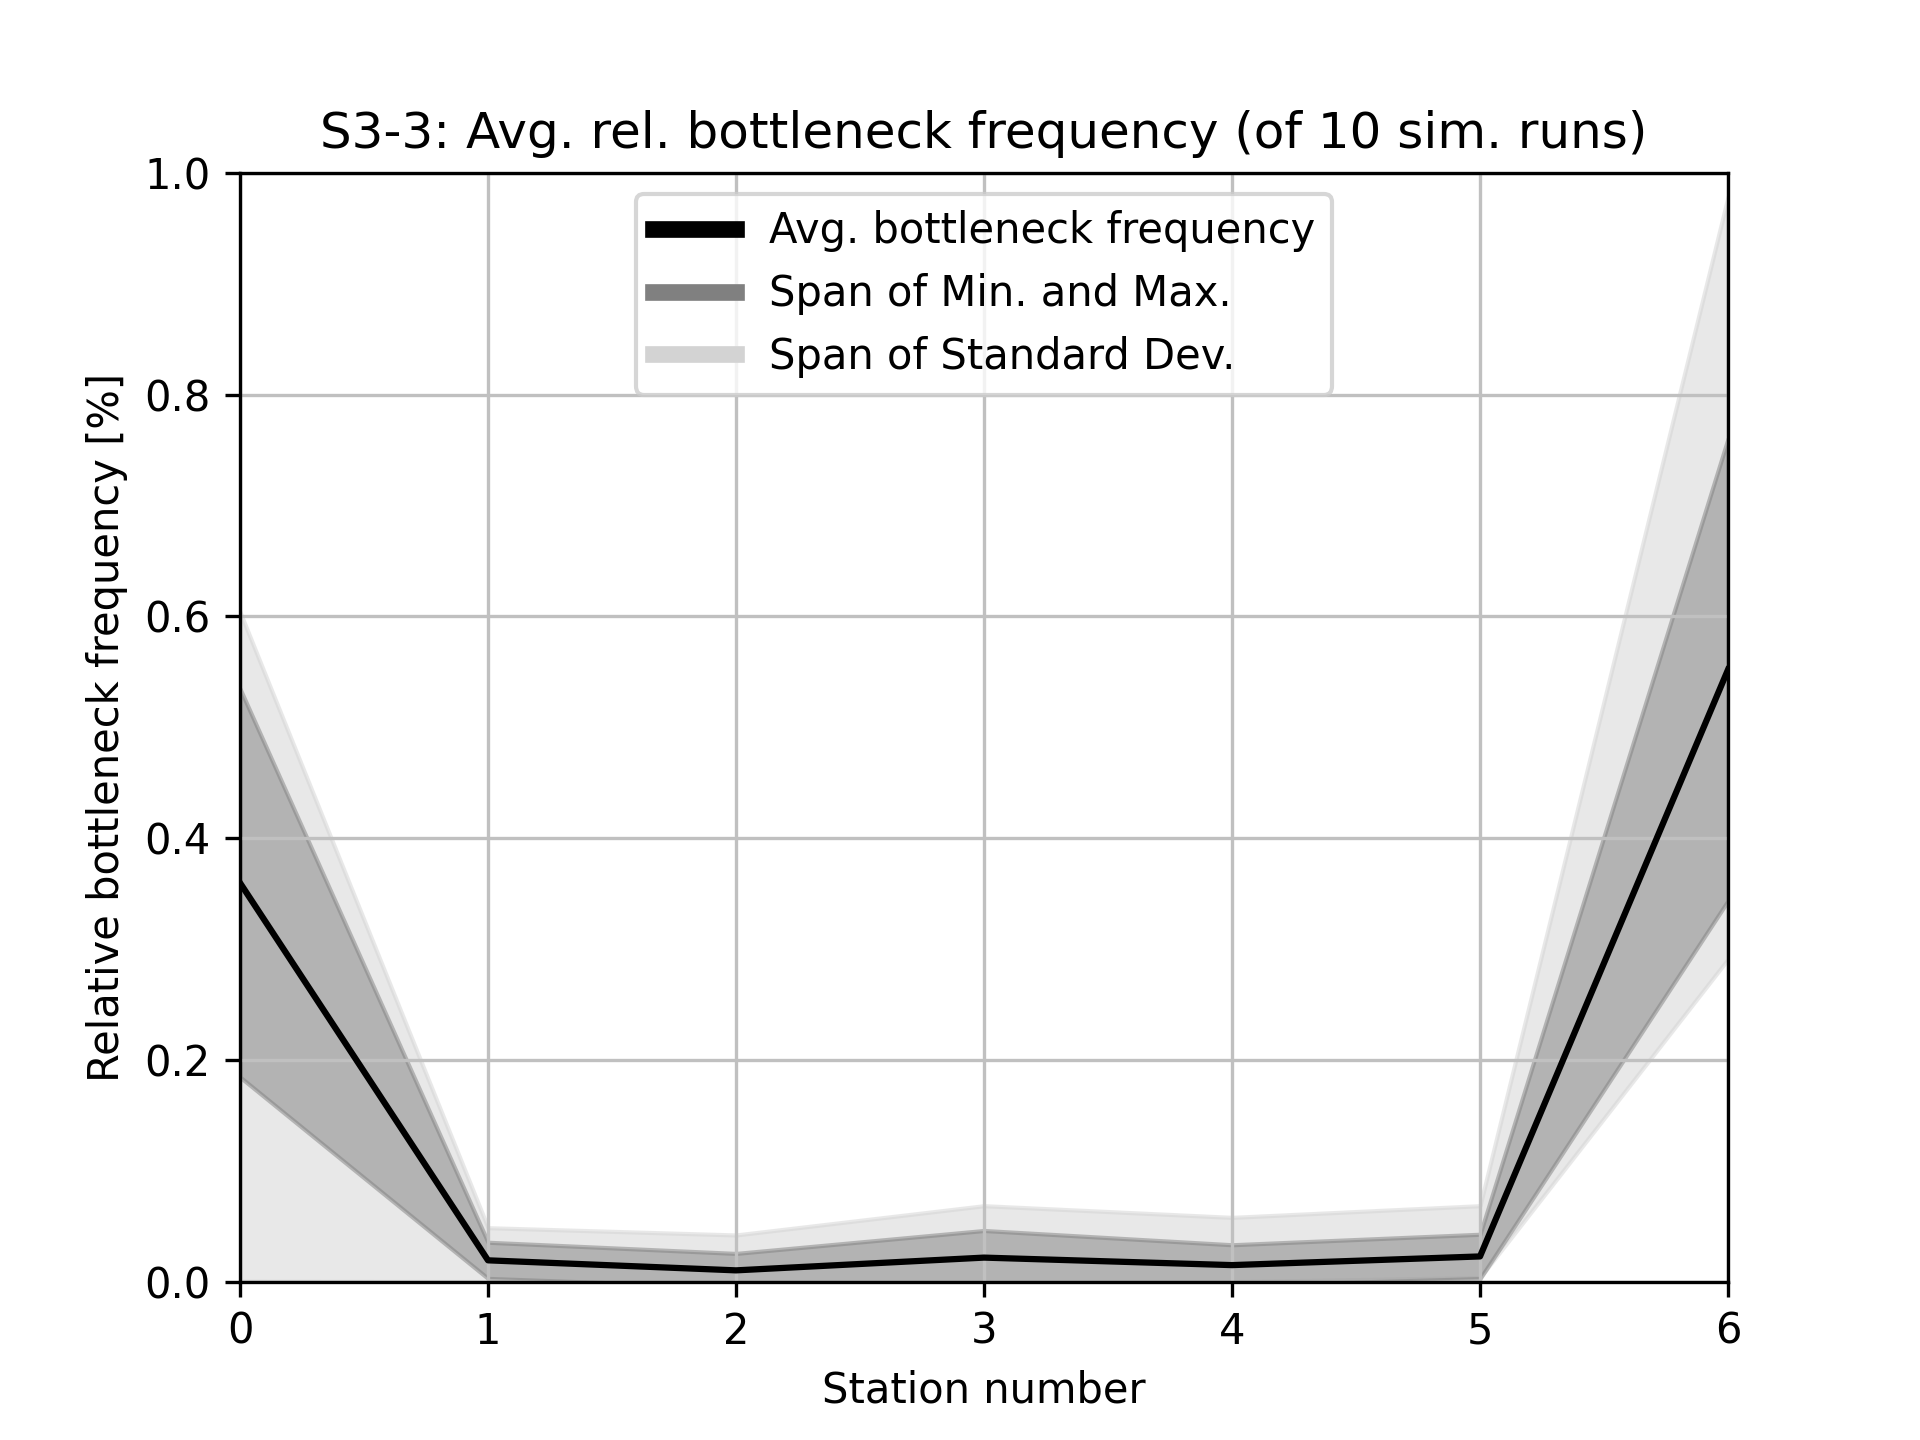 S3-3: Avg. rel. bottleneck frequency (of 10 sim. runs)
Avg. bottleneck frequency
Span of Min. and Max.
Span of Standard Dev.
Relative bottleneck frequency [%]
1.0
0.8
0.6
0.4
0.2
0.0
0 1 2 3 4 5 6
Station number